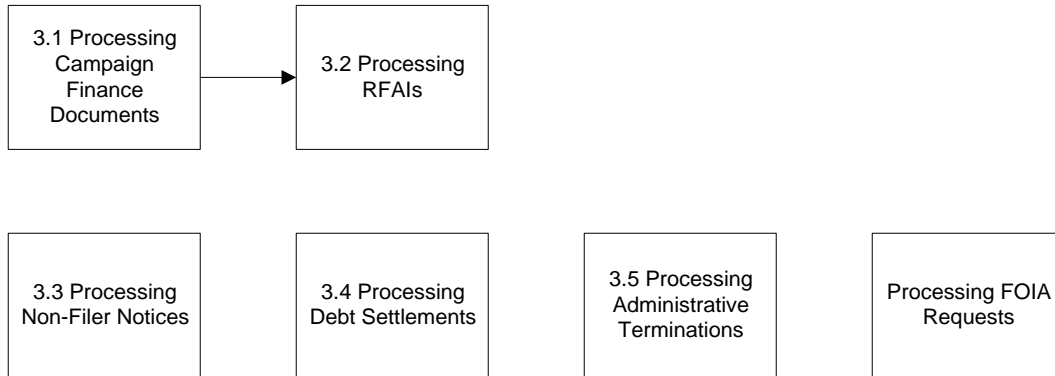 3.1 Processing
Campaign
Finance
Documents
3.2 Processing
RFAIs
3.3 Processing
Non-Filer Notices
3.4 Processing
Debt Settlements
3.5 Processing
Administrative
Terminations
Processing FOIA
Requests